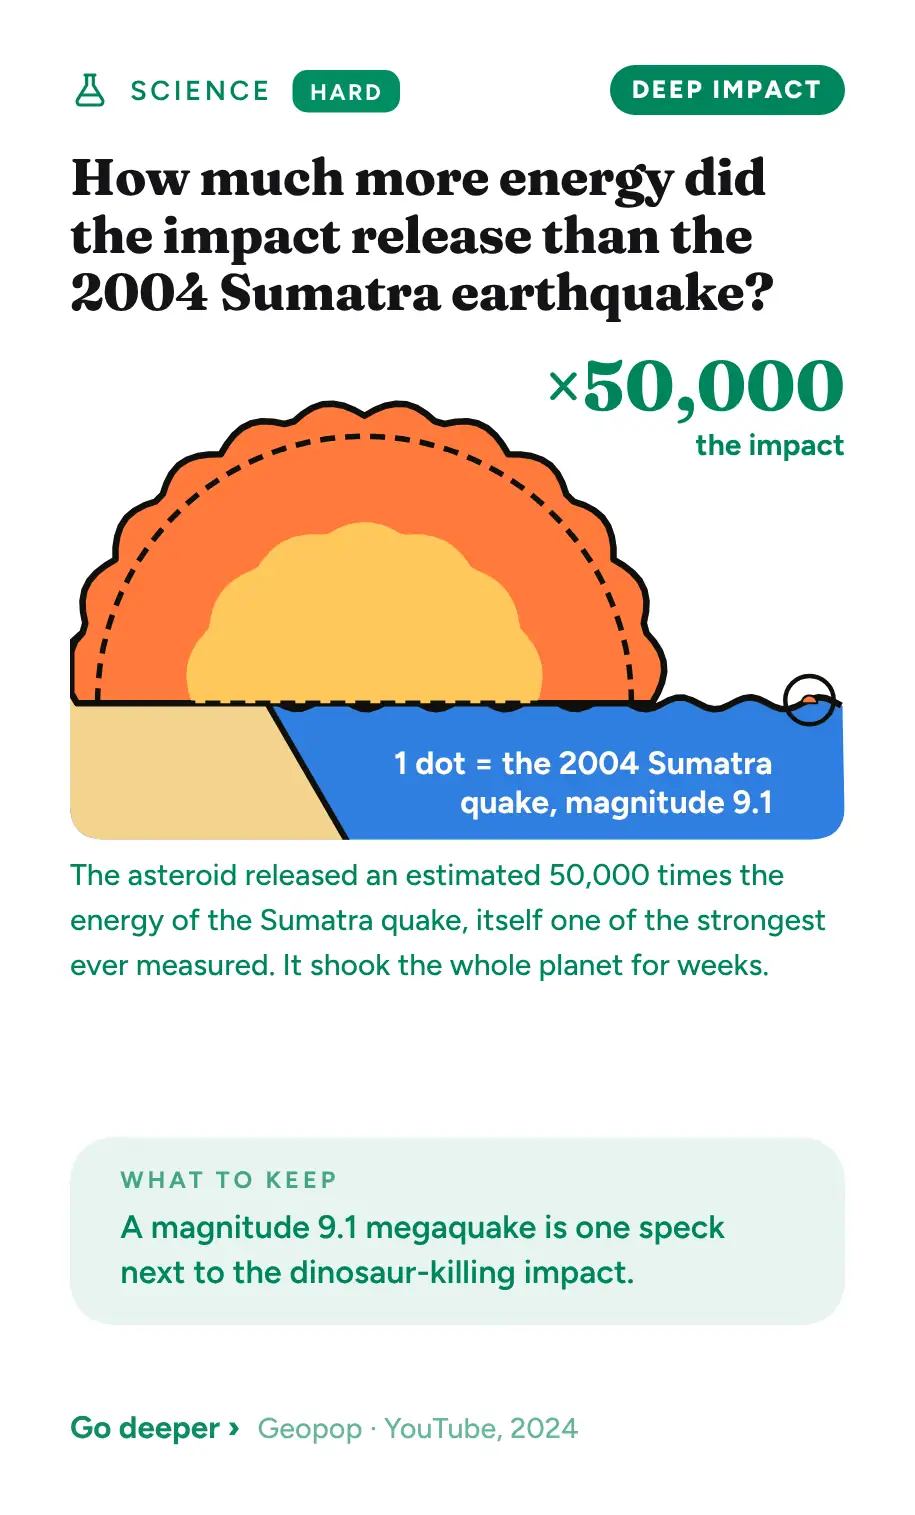 SCIENCE HARD DEEP IMPACT
How much more energy did
the impact release than the
2004 Sumatra earthquake?
×50,000
the impact
1 dot = the 2004 Sumatra
quake, magnitude 9.1
The asteroid released an estimated 50,000 times the
energy of the Sumatra quake, itself one of the strongest
ever measured. It shook the whole planet for weeks.
WHAT TO KEEP
A magnitude 9.1 megaquake is one speck
next to the dinosaur-killing impact.
Go deeper › Geopop · YouTube, 2024